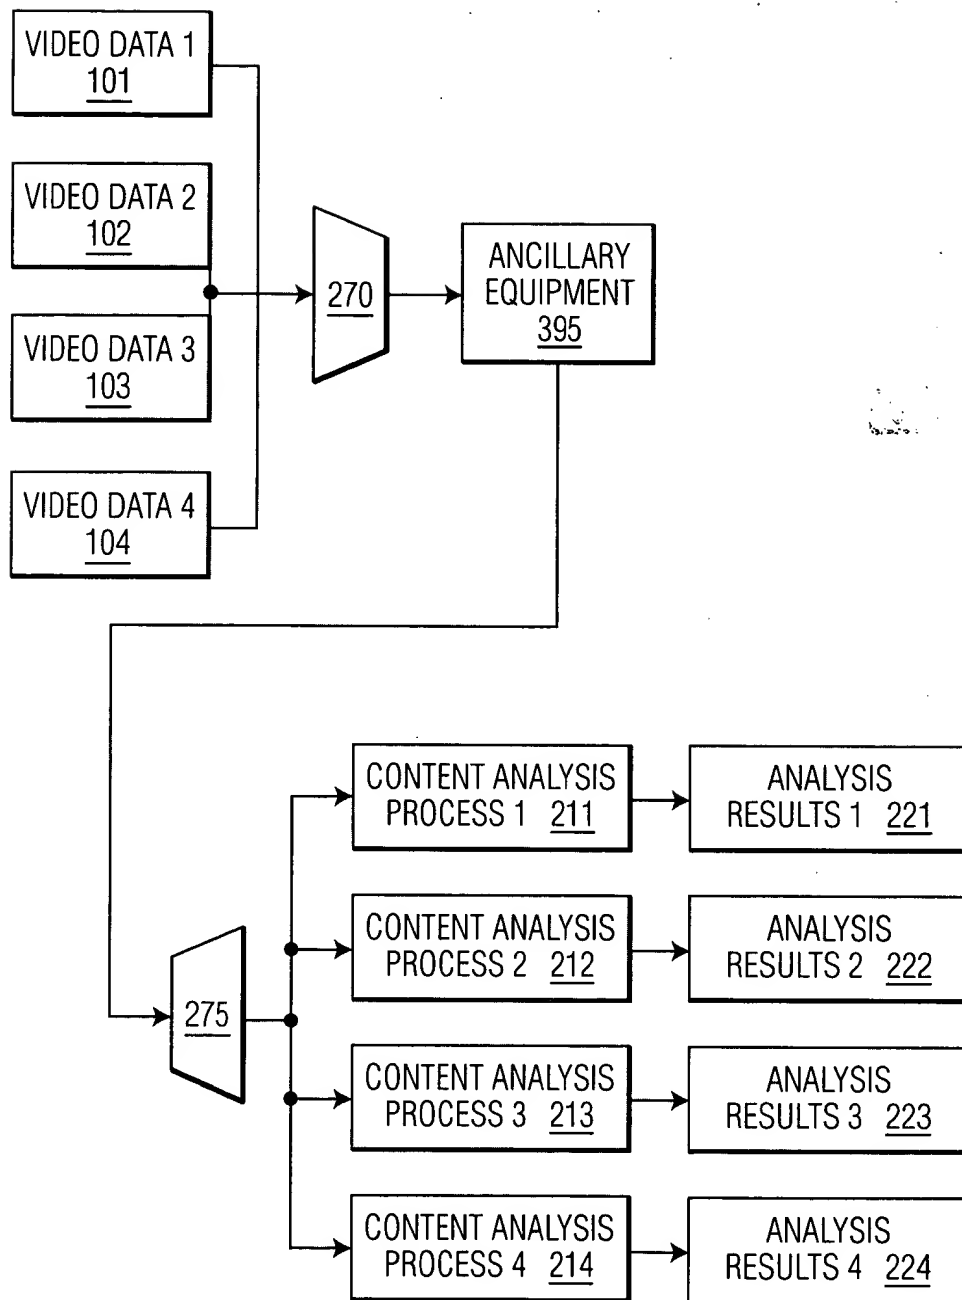 VIDEO DATA 1
101
VIDEO DATA 2
102
VIDEO DATA 3
103
VIDEO DATA 4
104
270
ANCILLARY
EQUIPMENT
395
275
CONTENT ANALYSIS
PROCESS 1 211
ANALYSIS
RESULTS 1 221
CONTENT ANALYSIS
PROCESS 2 212
ANALYSIS
RESULTS 2 222
CONTENT ANALYSIS
PROCESS 3 213
ANALYSIS
RESULTS 3 223
CONTENT ANALYSIS
PROCESS 4 214
ANALYSIS
RESULTS 4 224